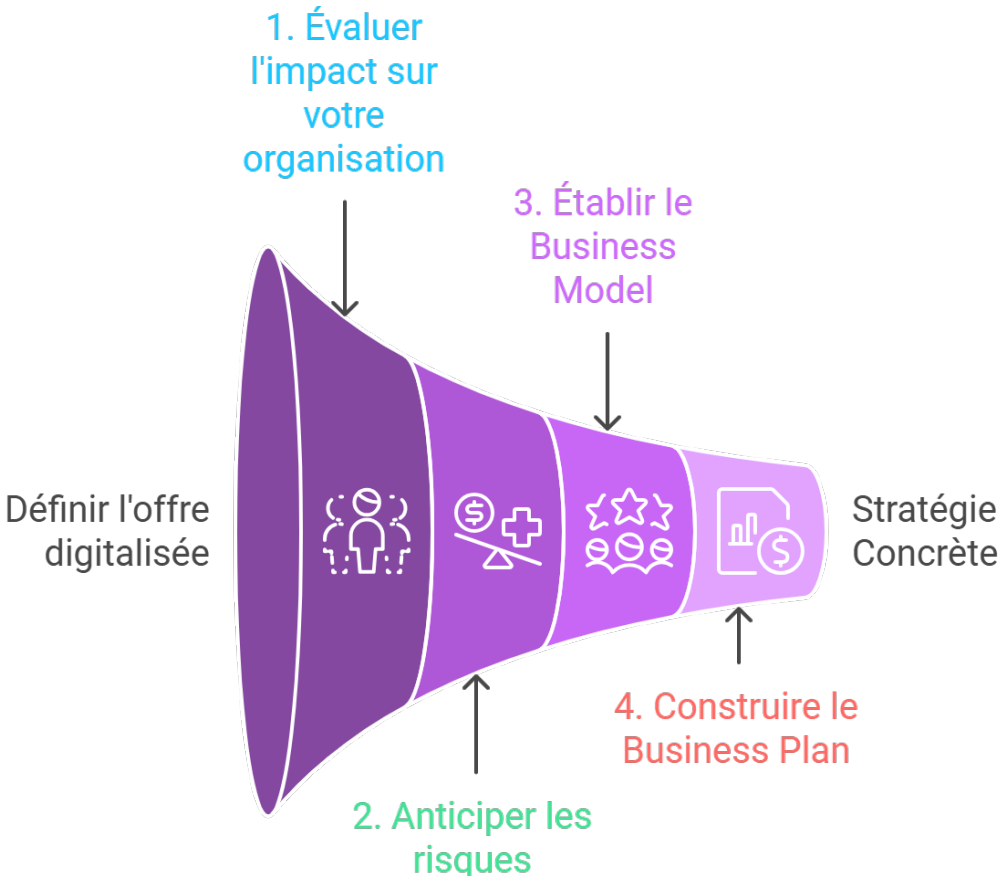 1. Évaluer
l'impact sur
votre
organisation
3. Établir le
Business
Model
Définir l'offre
digitalisée
Stratégie
Concrète
4. Construire le
Business Plan
2. Anticiper les
risques